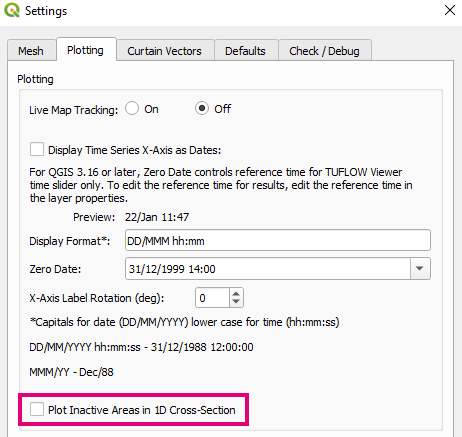 Settings
Mesh Plotting Curtain Vectors Defaults Check / Debug
Plotting
Live Map Tracking: On Off
Display Time Series X-Axis as Dates:
For QGIS 3.16 or later, Zero Date controls reference time for TUFLOW Viewer
time slider only. To edit the reference time for results, edit the reference time in
the layer properties.
Preview: 22/Jan 11:47
Display Format*: DD/MMM hh:mm
Zero Date: 31/12/1999 14:00
X-Axis Label Rotation (deg): 0
*Capitals for date (DD/MM/YYYY) lower case for time (hh:mm:ss)
DD/MM/YYYY hh:mm:ss - 31/12/1988 12:00:00
MMM/YY - Dec/88
Plot Inactive Areas in 1D Cross-Section